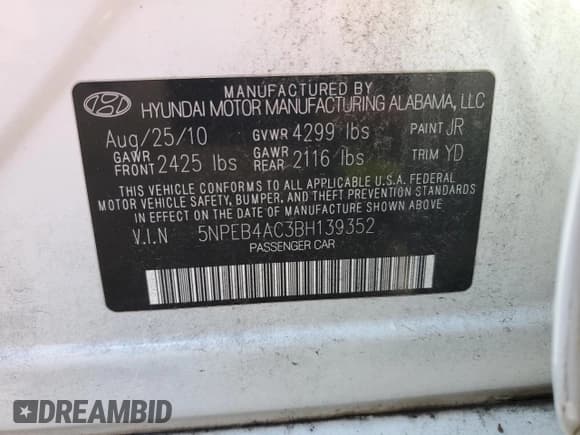 MANUFACTURED BY
HYUNDAI MOTOR MANUFACTURING ALABAMA, LLC
Aug/25/10 GVWR 4299 lbs PAINT JR
GAWR FRONT 2425 lbs GAWR REAR 2116 lbs TRIM YD
THIS VEHICLE CONFORMS TO ALL APPLICABLE U.S.A. FEDERAL
MOTOR VEHICLE SAFETY, BUMPER, AND THEFT PREVENTION STANDARDS
IN EFFECT ON THE DATE OF MANUFACTURE SHOWN ABOVE
V.I.N 5NPEB4AC3BH139352
PASSENGER CAR
DREAMBID